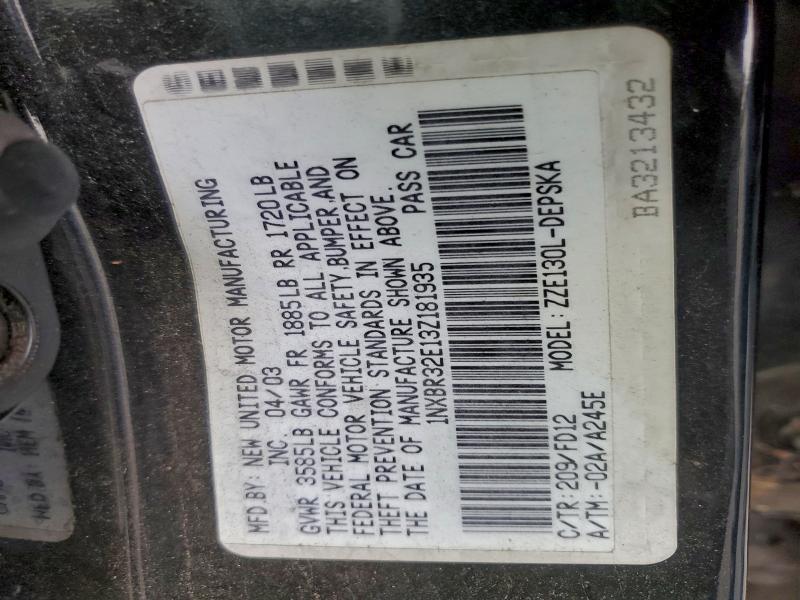 MFD.BY: NEW UNITED MOTOR MANUFACTURING
INC. 04/03
GVWR 3585LB GAWR FR 1885LB RR 1720LB
THIS VEHICLE CONFORMS TO ALL APPLICABLE
FEDERAL MOTOR VEHICLE SAFETY,BUMPER,AND
THEFT PREVENTION STANDARDS IN EFFECT ON
THE DATE OF MANUFACTURE SHOWN ABOVE.
1NXBR32E13Z181935 PASS CAR
C/TR: 209/FD12 MODEL: ZZE130L-DEPSKA
A/TM:-02A/A245E
BA3213432